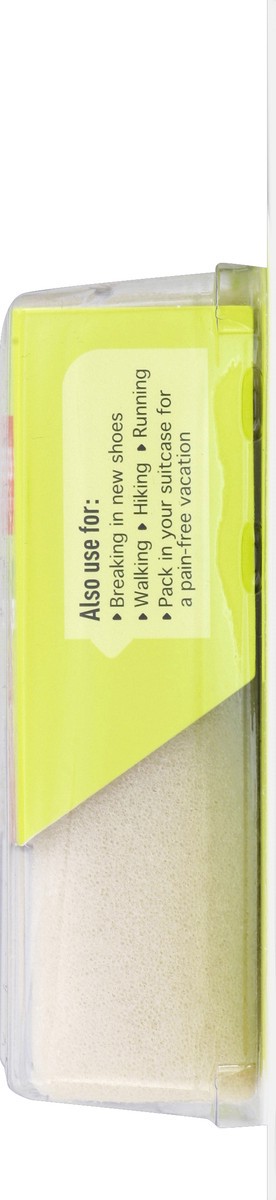 Also use for:
▸ Breaking in new shoes
▸ Walking ▸ Hiking ▸ Running
▸ Pack in your suitcase for
a pain-free vacation